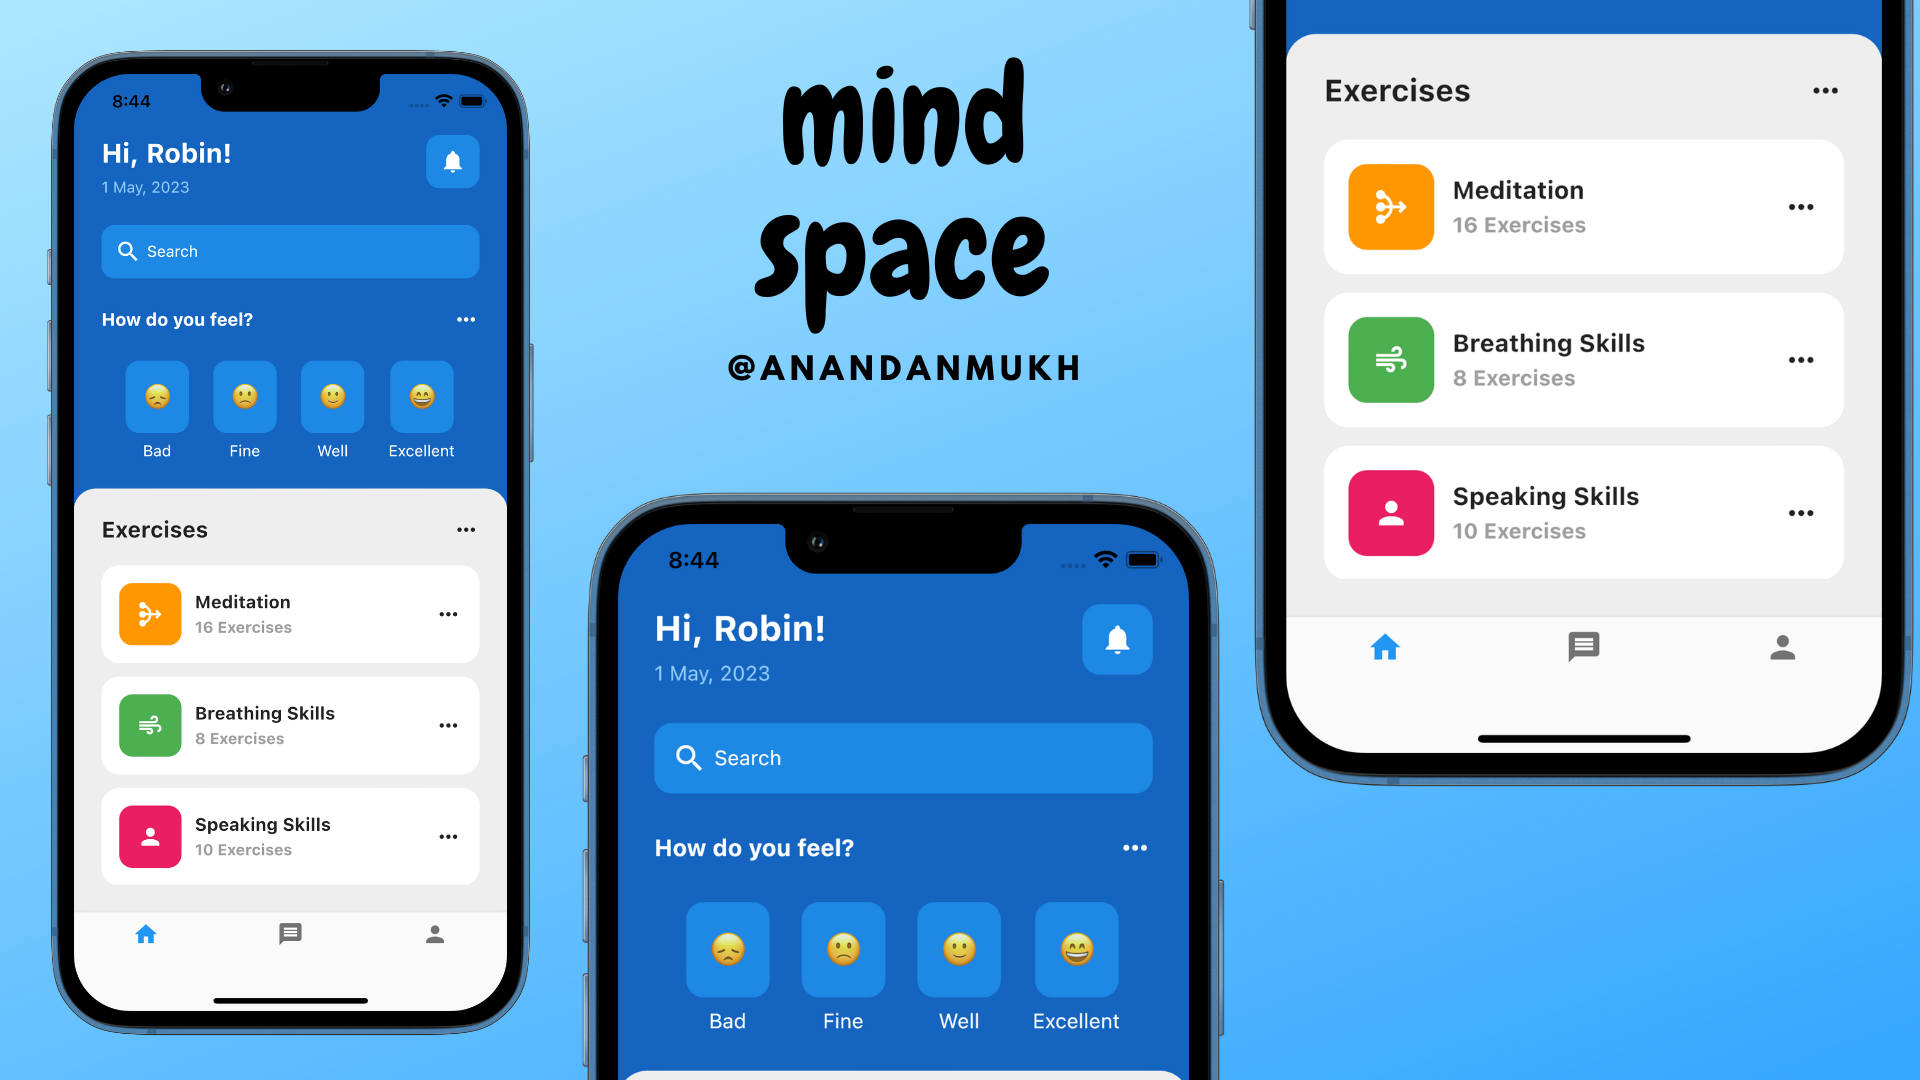 8:44
Hi, Robin!
1 May, 2023
Search
How do you feel?
Bad Fine Well Excellent
Exercises
Meditation
16 Exercises
Breathing Skills
8 Exercises
Speaking Skills
10 Exercises
mind
space
@ANANDANMUKH
8:44
Hi, Robin!
1 May, 2023
Search
How do you feel?
Bad Fine Well Excellent
Exercises
Meditation
16 Exercises
Breathing Skills
8 Exercises
Speaking Skills
10 Exercises